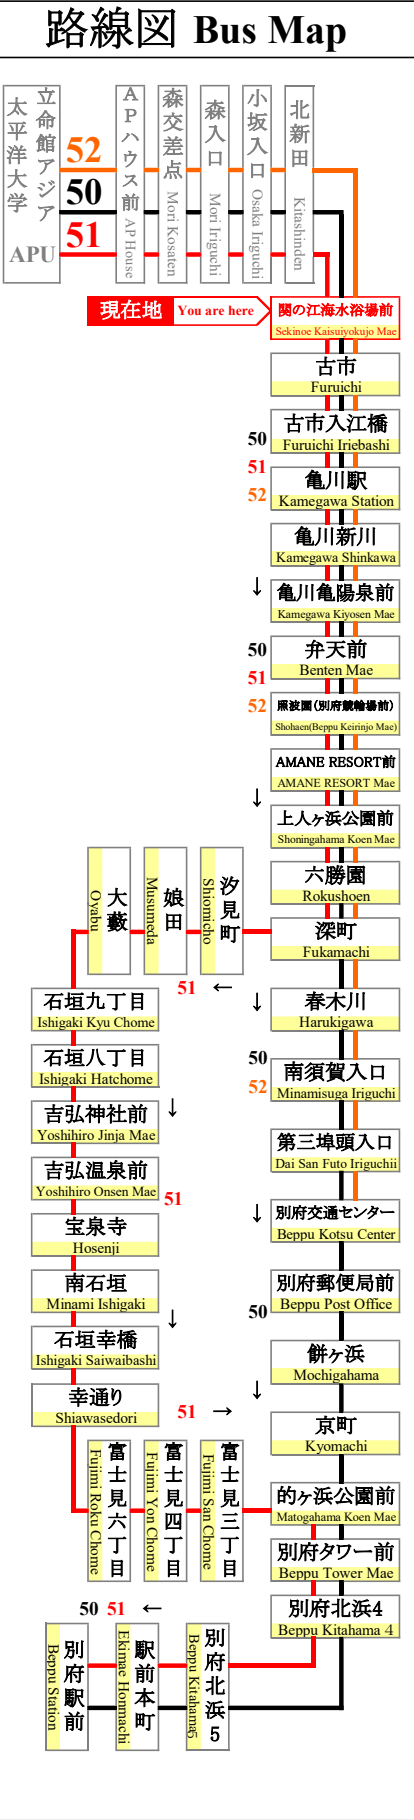 路線図 Bus Map
立命館アジア
太平洋大学
APU
52
50
51
APハウス前 AP House
森交差点 Mori Kosaten
森入口 Mori Iriguchi
小坂入口 Osaka Iriguchi
北新田 Kitashinden
現在地 You are here
関の江海水浴場前
Sekinoe Kaisuiyokujo Mae
古市
Furuichi
古市入江橋
Furuichi Iriebashi
50
51
52
亀川駅
Kamegawa Station
亀川新川
Kamegawa Shinkawa
↓
亀川亀陽泉前
Kamegawa Kiyosen Mae
弁天前
Benten Mae
50
51
52
照波園(別府競輪場前)
Shohaen(Beppu Keirinjo Mae)
AMANE RESORT前
AMANE RESORT Mae
↓
上人ヶ浜公園前
Shoningahama Koen Mae
六勝園
Rokushoen
深町
Fukamachi
汐見町
Shiomicho
娘田
Musumeda
大藪
Oyabu
51 ←
石垣九丁目
Ishigaki Kyu Chome
石垣八丁目
Ishigaki Hatchome
吉弘神社前
Yoshihiro Jinja Mae
↓
吉弘温泉前
Yoshihiro Onsen Mae
51
宝泉寺
Hosenji
南石垣
Minami Ishigaki
↓
石垣幸橋
Ishigaki Saiwaibashi
幸通り
Shiawasedori
51 →
富士見六丁目
Fujimi Roku Chome
富士見四丁目
Fujimi Yon Chome
富士見三丁目
Fujimi San Chome
↓
春木川
Harukigawa
50
52
南須賀入口
Minamisuga Iriguchi
第三埠頭入口
Dai San Futo Iriguchii
↓
別府交通センター
Beppu Kotsu Center
別府郵便局前
Beppu Post Office
50
餅ヶ浜
Mochigahama
↓
京町
Kyomachi
的ヶ浜公園前
Matogahama Koen Mae
別府タワー前
Beppu Tower Mae
別府北浜4
Beppu Kitahama 4
50 51 ←
別府北浜5
Beppu Kitahama5
駅前本町
Ekimae Honmachi
別府駅前
Beppu Station